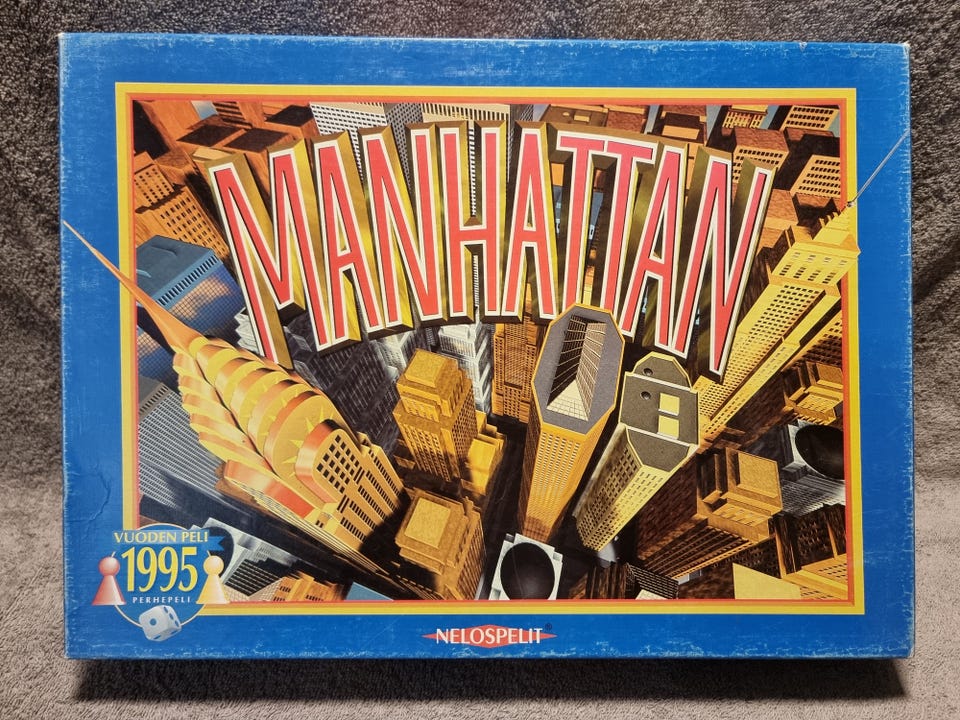 MANHATTAN
VUODEN PELI
1995
PERHEPELI
NELOSPELIT®